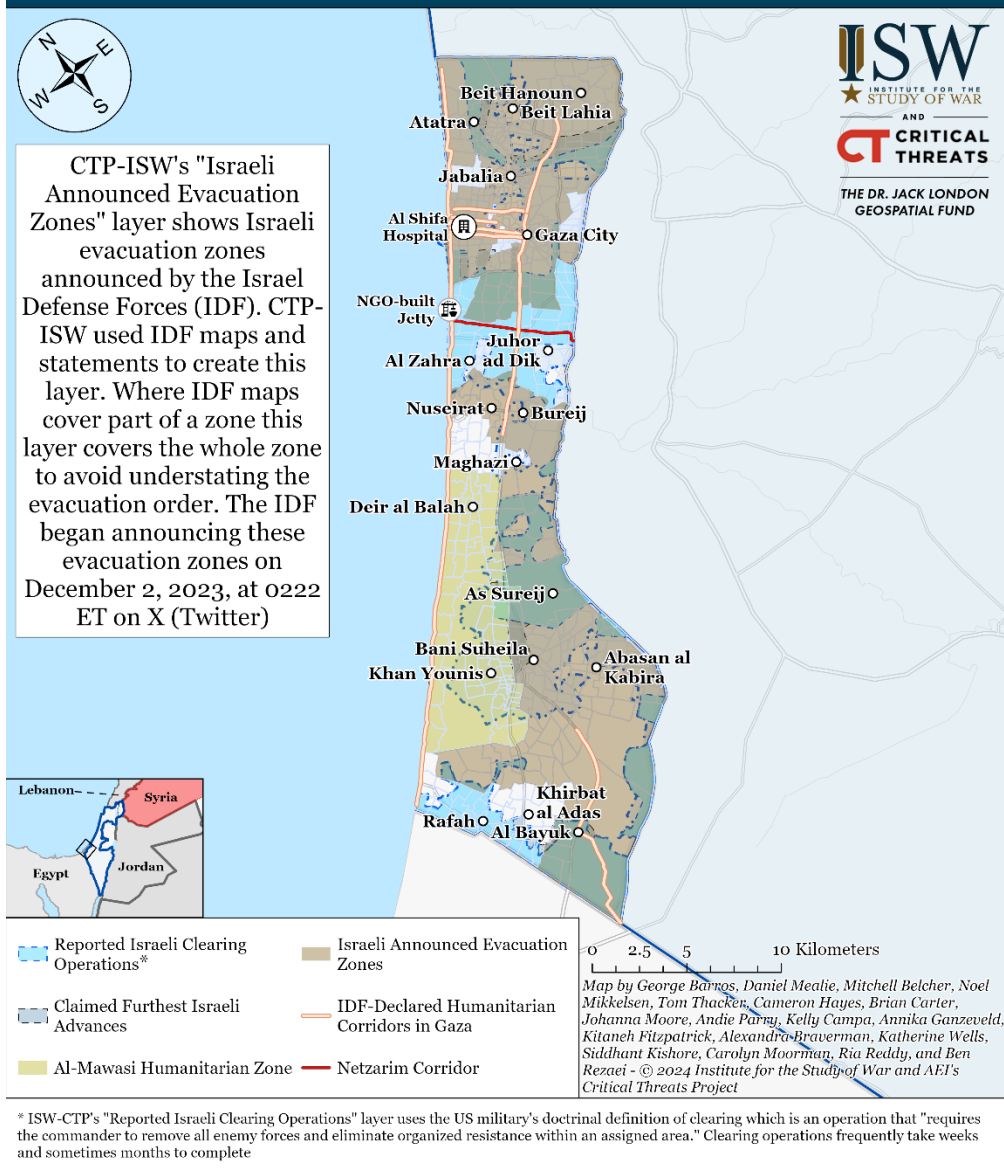 N
E
W
S
ISW
INSTITUTE FOR THE
STUDY OF WAR
AND
CT CRITICAL
THREATS
THE DR. JACK LONDON
GEOSPATIAL FUND
CTP-ISW's "Israeli
Announced Evacuation
Zones" layer shows Israeli
evacuation zones
announced by the Israel
Defense Forces (IDF). CTP-
ISW used IDF maps and
statements to create this
layer. Where IDF maps
cover part of a zone this
layer covers the whole zone
to avoid understating the
evacuation order. The IDF
began announcing these
evacuation zones on
December 2, 2023, at 0222
ET on X (Twitter)
Beit Hanoun
Beit Lahia
Atatra
Jabalia
Al Shifa
Hospital
Gaza City
NGO-built
Jetty
Juhor
ad Dik
Al Zahra
Nuseirat
Bureij
Maghazi
Deir al Balah
As Sureij
Bani Suheila
Abasan al
Kabira
Khan Younis
Khirbat
al Adas
Rafah
Al Bayuk
Lebanon
Syria
Jordan
Egypt
Reported Israeli Clearing
Operations*
Claimed Furthest Israeli
Advances
Al-Mawasi Humanitarian Zone
Israeli Announced Evacuation
Zones
IDF-Declared Humanitarian
Corridors in Gaza
Netzarim Corridor
0 2.5 5 10 Kilometers
Map by George Barros, Daniel Mealie, Mitchell Belcher, Noel
Mikkelsen, Tom Thacker, Cameron Hayes, Brian Carter,
Johanna Moore, Andie Parry, Kelly Campa, Annika Ganzeveld,
Kitaneh Fitzpatrick, Alexandra Braverman, Katherine Wells,
Siddhant Kishore, Carolyn Moorman, Ria Reddy, and Ben
Rezaei - © 2024 Institute for the Study of War and AEI's
Critical Threats Project
* ISW-CTP's "Reported Israeli Clearing Operations" layer uses the US military's doctrinal definition of clearing which is an operation that "requires
the commander to remove all enemy forces and eliminate organized resistance within an assigned area." Clearing operations frequently take weeks
and sometimes months to complete